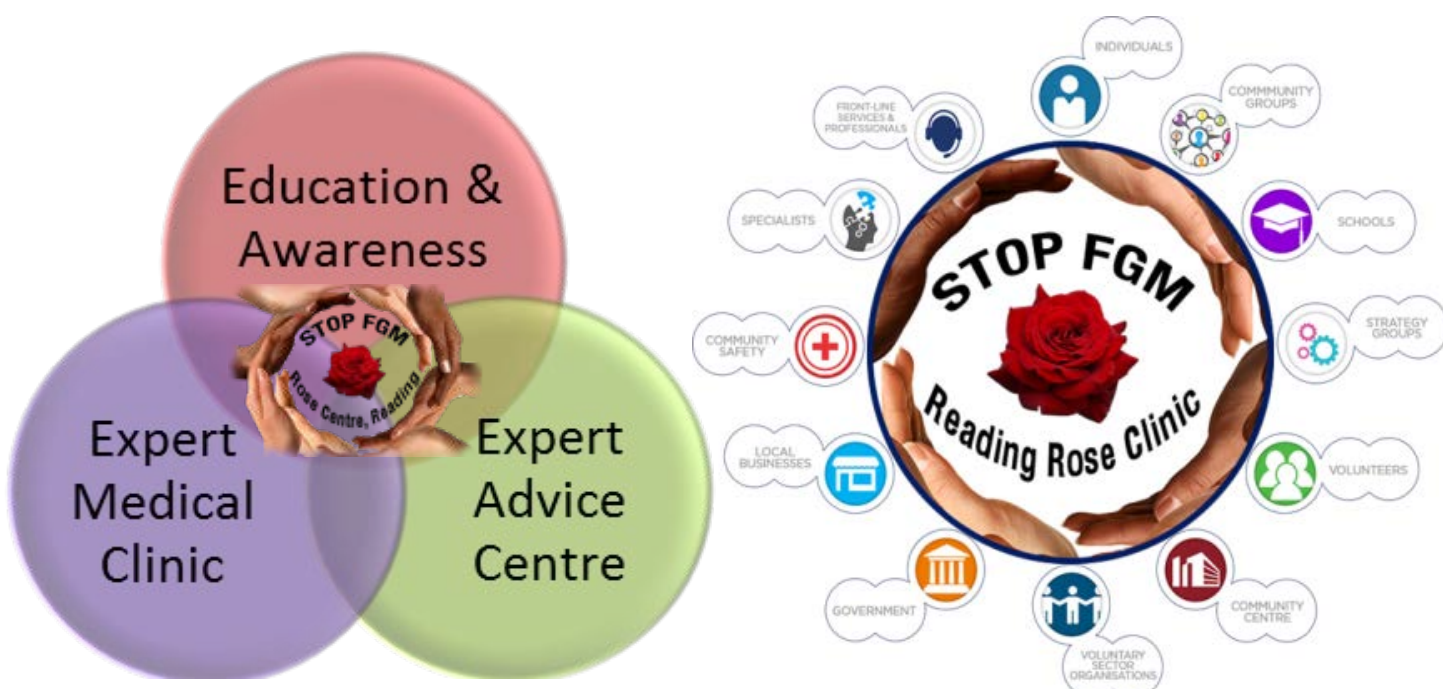 Education &
Awareness
STOP FGM
Rose Centre, Reading
Expert
Medical
Clinic
Expert
Advice
Centre
INDIVIDUALS
COMMMUNITY
GROUPS
SCHOOLS
STRATEGY
GROUPS
VOLUNTEERS
COMMUNITY
CENTRE
VOLUNTARY
SECTOR
ORGANISATIONS
GOVERNMENT
LOCAL
BUSINESSES
COMMUNITY
SAFETY
SPECIALISTS
FRONT-LINE
SERVICES &
PROFESSIONALS
STOP FGM
Reading Rose Clinic